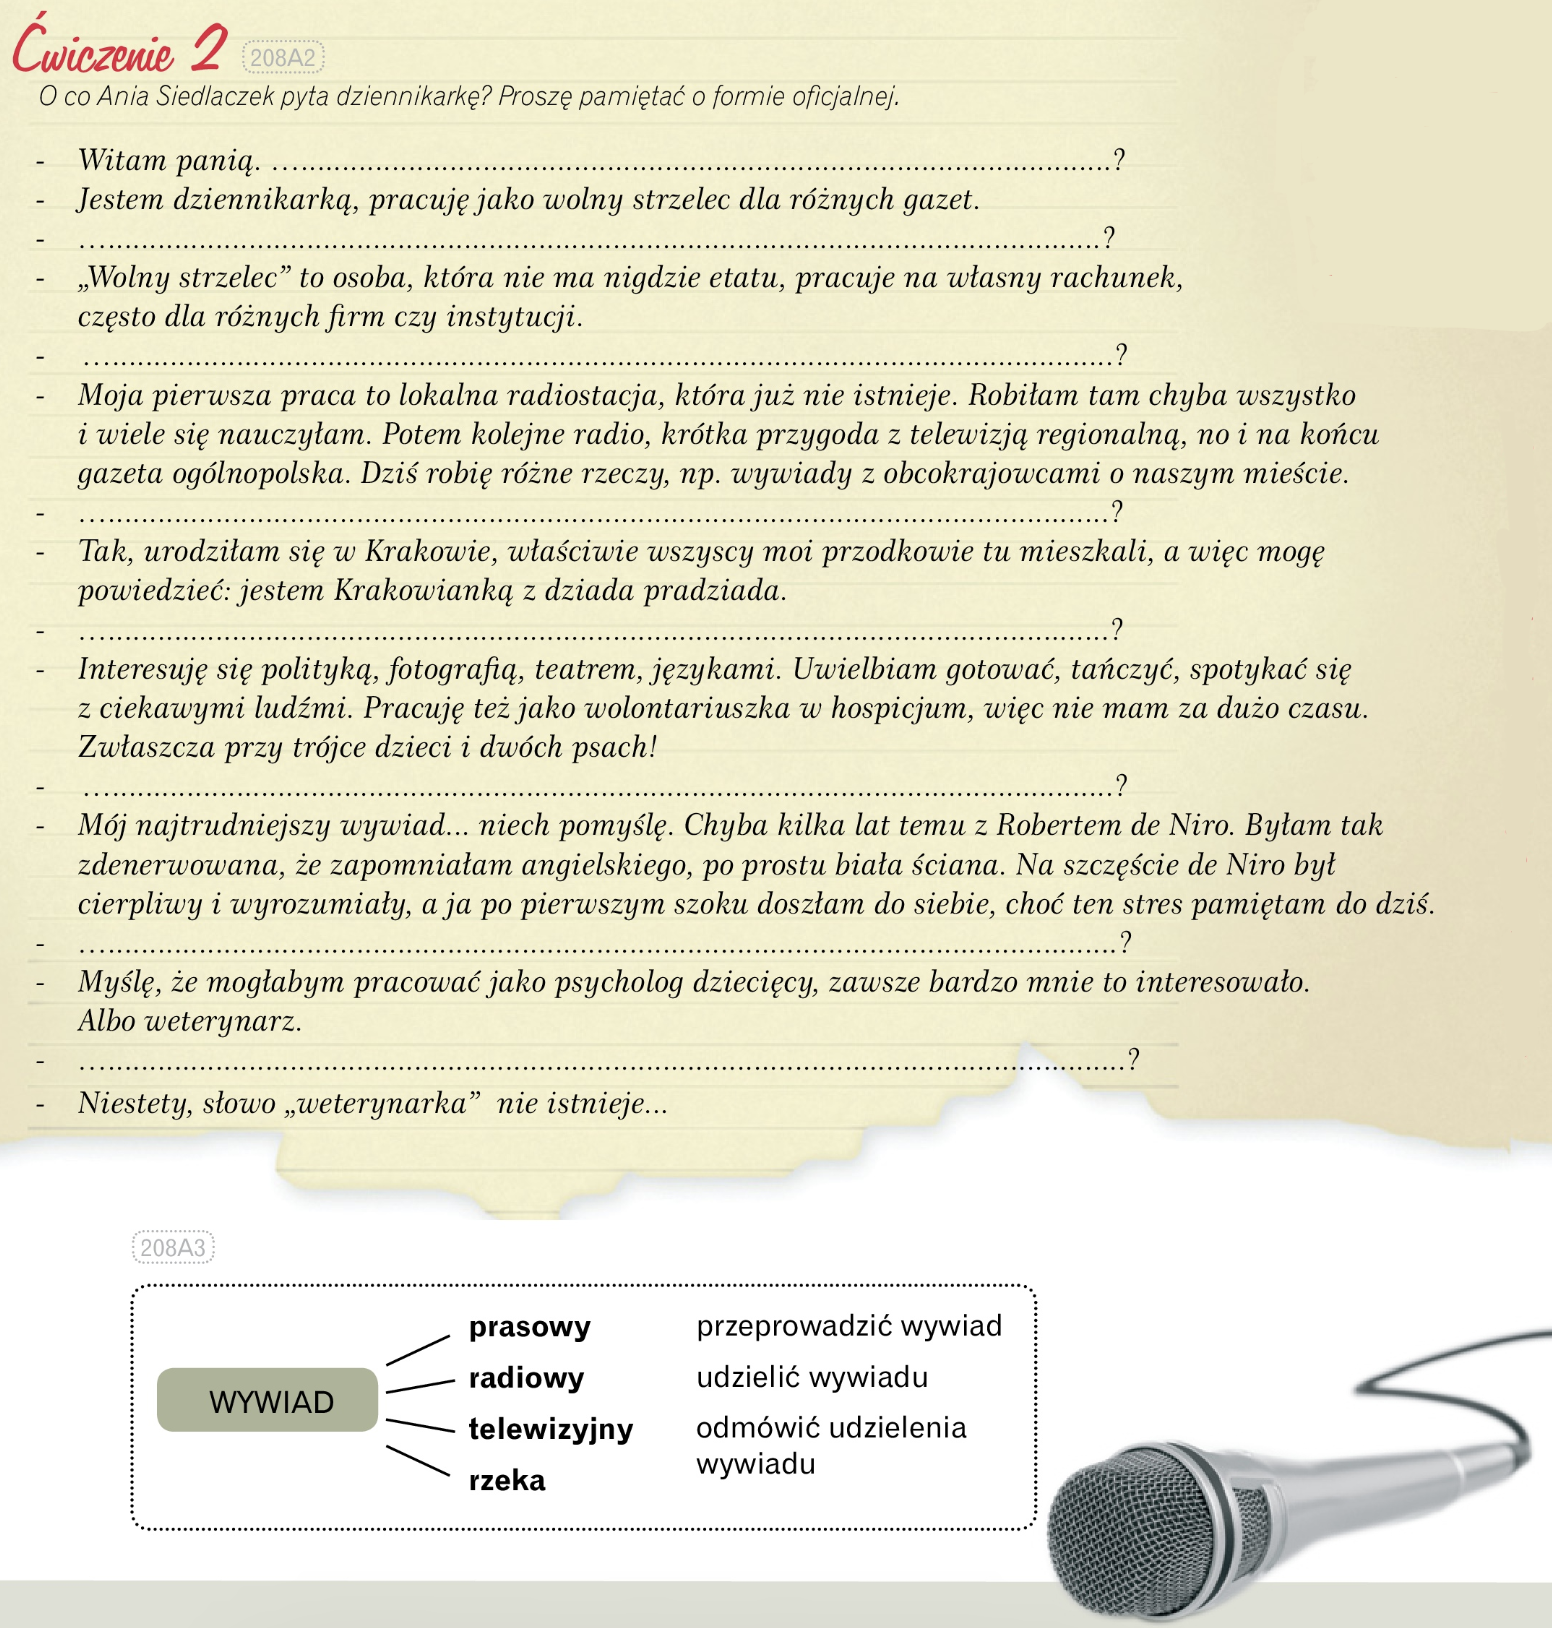 Ćwiczenie 2 208A2
O co Ania Siedlaczek pyta dziennikarkę? Proszę pamiętać o formie oficjalnej.
- Witam panią. ....................................................................................................?
- Jestem dziennikarką, pracuję jako wolny strzelec dla różnych gazet.
- ....................................................................................................?
- „Wolny strzelec” to osoba, która nie ma nigdzie etatu, pracuje na własny rachunek,
często dla różnych firm czy instytucji.
- ....................................................................................................?
- Moja pierwsza praca to lokalna radiostacja, która już nie istnieje. Robiłam tam chyba wszystko
i wiele się nauczyłam. Potem kolejne radio, krótka przygoda z telewizją regionalną, no i na końcu
gazeta ogólnopolska. Dziś robię różne rzeczy, np. wywiady z obcokrajowcami o naszym mieście.
- ....................................................................................................?
- Tak, urodziłam się w Krakowie, właściwie wszyscy moi przodkowie tu mieszkali, a więc mogę
powiedzieć: jestem Krakowianką z dziada pradziada.
- ....................................................................................................?
- Interesuję się polityką, fotografią, teatrem, językami. Uwielbiam gotować, tańczyć, spotykać się
z ciekawymi ludźmi. Pracuję też jako wolontariuszka w hospicjum, więc nie mam za dużo czasu.
Zwłaszcza przy trójce dzieci i dwóch psach!
- ....................................................................................................?
- Mój najtrudniejszy wywiad... niech pomyślę. Chyba kilka lat temu z Robertem de Niro. Byłam tak
zdenerwowana, że zapomniałam angielskiego, po prostu biała ściana. Na szczęście de Niro był
cierpliwy i wyrozumiały, a ja po pierwszym szoku doszłam do siebie, choć ten stres pamiętam do dziś.
- ....................................................................................................?
- Myślę, że mogłabym pracować jako psycholog dziecięcy, zawsze bardzo mnie to interesowało.
Albo weterynarz.
- ....................................................................................................?
- Niestety, słowo „weterynarka” nie istnieje...
208A3
WYWIAD
prasowy
radiowy
telewizyjny
rzeka
przeprowadzić wywiad
udzielić wywiadu
odmówić udzielenia
wywiadu